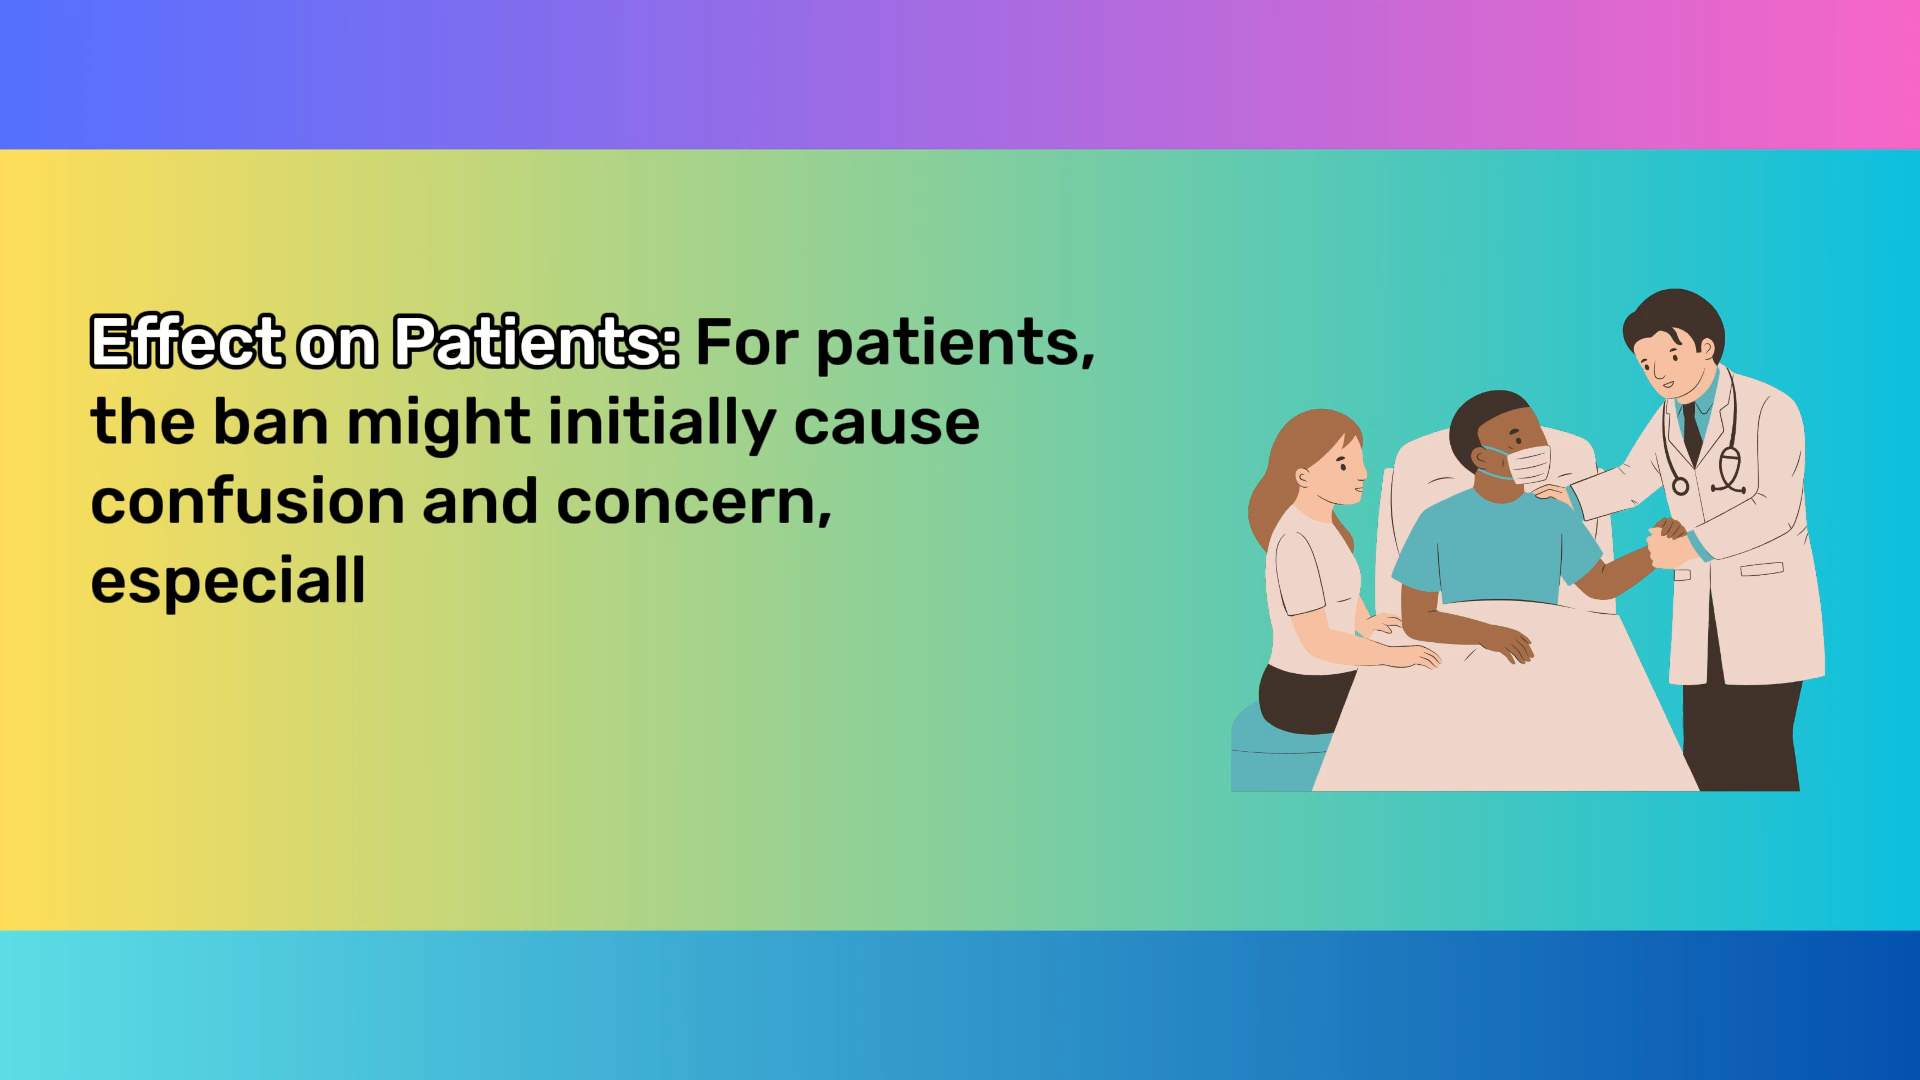 Effect on Patients: For patients,
the ban might initially cause
confusion and concern,
especiall